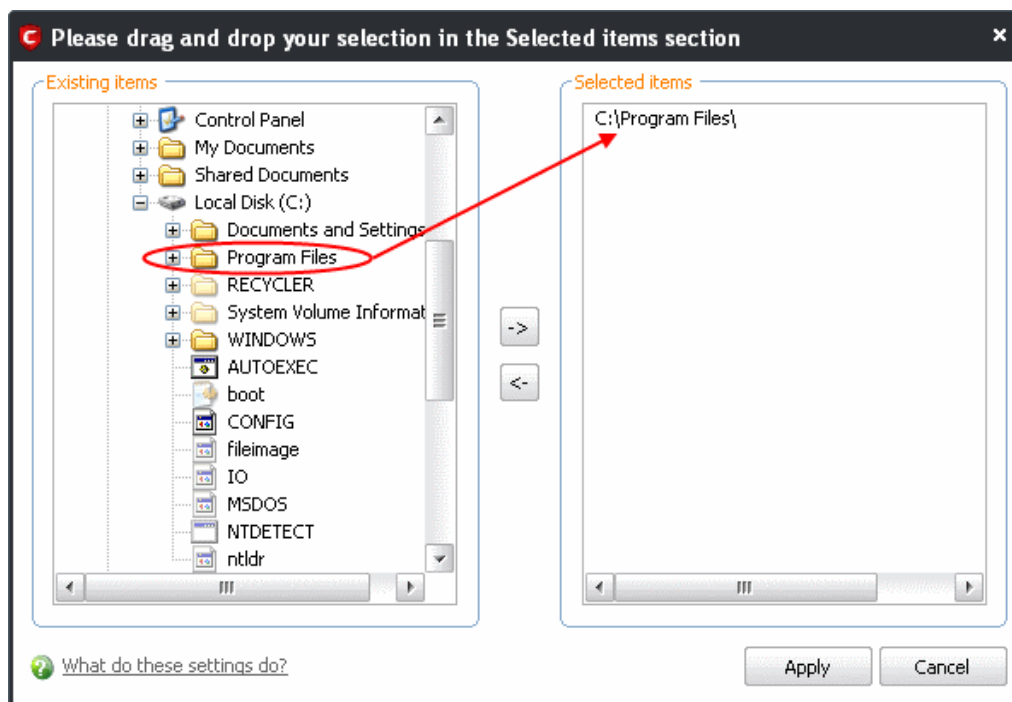 Please drag and drop your selection in the Selected items section
Existing items
Control Panel
My Documents
Shared Documents
Local Disk (C:)
Documents and Settings
Program Files
RECYCLER
System Volume Informat
WINDOWS
AUTOEXEC
boot
CONFIG
fileimage
IO
MSDOS
NTDETECT
ntldr
->
<-
Selected items
C:\Program Files\
What do these settings do?
Apply
Cancel